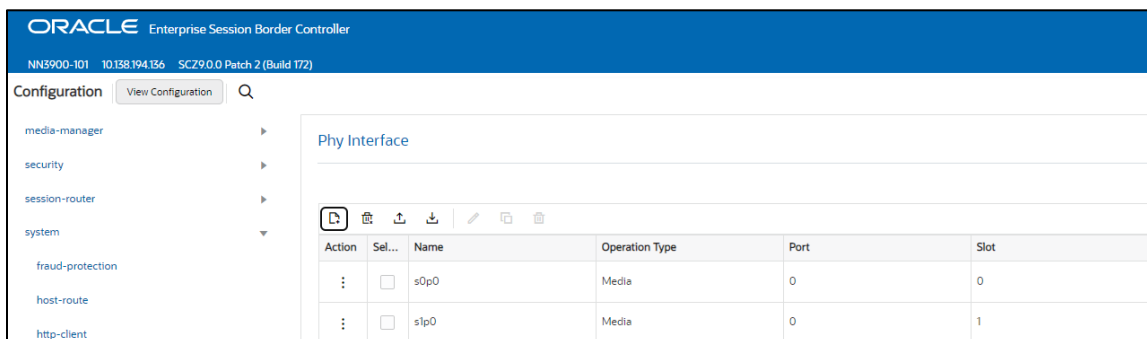 ORACLE Enterprise Session Border Controller
NN3900-101 10.138.194.136 SCZ9.0.0 Patch 2 (Build 172)
Configuration View Configuration
media-manager
security
session-router
system
fraud-protection
host-route
http-client
Phy Interface
Action Sel... Name Operation Type Port Slot
s0p0 Media 0 0
s1p0 Media 0 1